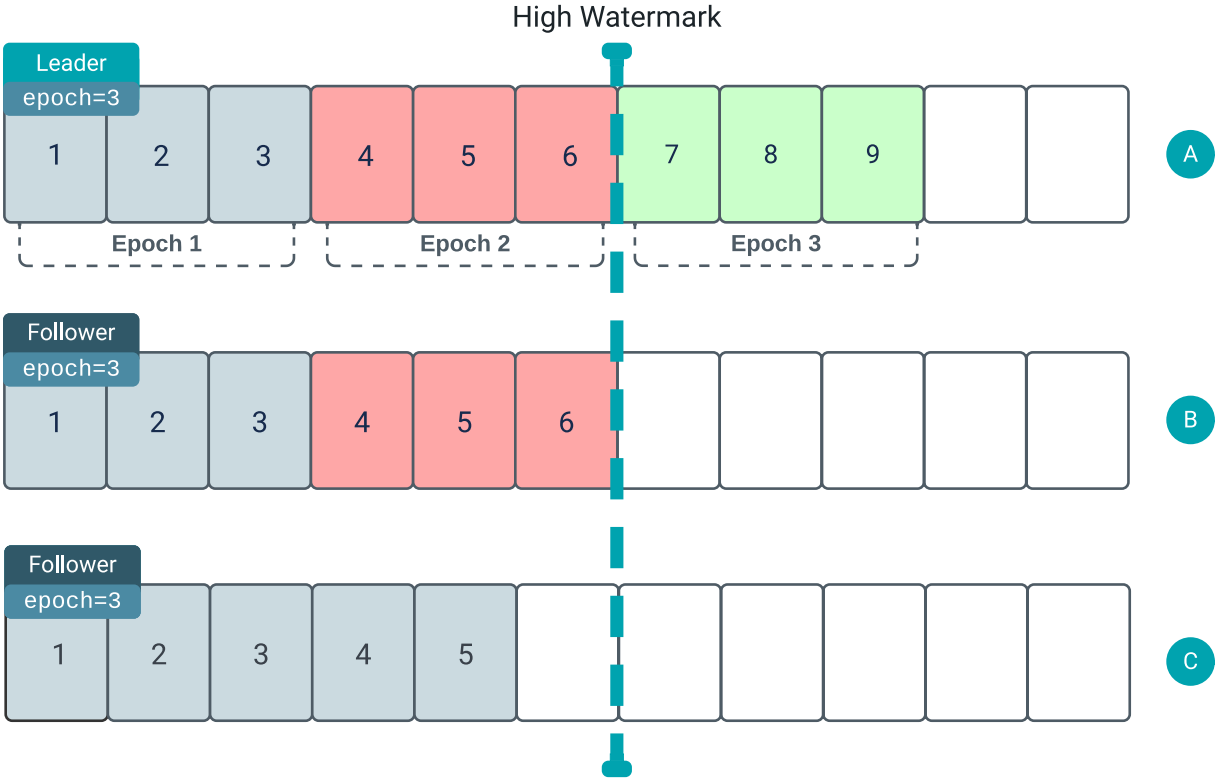 High Watermark
Leader
epoch=3
1 2 3 4 5 6 7 8 9
A
Epoch 1 Epoch 2 Epoch 3
Follower
epoch=3
1 2 3 4 5 6
B
Follower
epoch=3
1 2 3 4 5
C